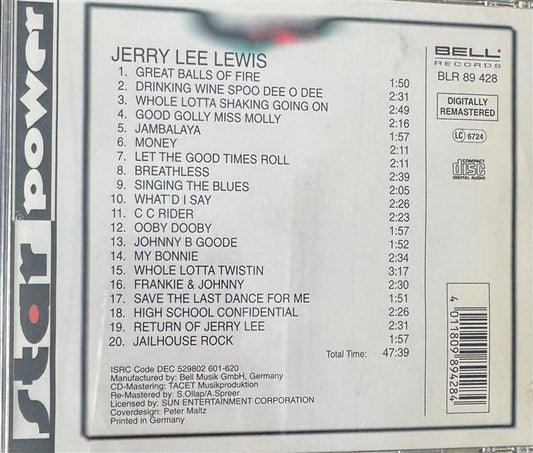 star power
JERRY LEE LEWIS
1. GREAT BALLS OF FIRE 1:50
2. DRINKING WINE SPOO DEE O DEE 2:31
3. WHOLE LOTTA SHAKING GOING ON 2:49
4. GOOD GOLLY MISS MOLLY 2:16
5. JAMBALAYA 1:57
6. MONEY 2:11
7. LET THE GOOD TIMES ROLL 2:11
8. BREATHLESS 2:39
9. SINGING THE BLUES 2:05
10. WHAT`D I SAY 2:26
11. C C RIDER 2:23
12. OOBY DOOBY 1:57
13. JOHNNY B GOODE 1:52
14. MY BONNIE 2:34
15. WHOLE LOTTA TWISTIN 3:17
16. FRANKIE & JOHNNY 2:30
17. SAVE THE LAST DANCE FOR ME 1:51
18. HIGH SCHOOL CONFIDENTIAL 2:26
19. RETURN OF JERRY LEE 2:31
20. JAILHOUSE ROCK 1:57
Total Time: 47:39
ISRC Code DEC 529802 601-620
Manufactured by: Bell Musik GmbH, Germany
CD-Mastering: TACET Musikproduktion
Re-Mastered by: S.Ollap/A.Spreer
Licensed by: SUN ENTERTAINMENT CORPORATION
Coverdesign: Peter Maltz
Printed in Germany
BELL
RECORDS
BLR 89 428
DIGITALLY
REMASTERED
LC 6724
COMPACT
disc
DIGITAL AUDIO
4 011809 894284